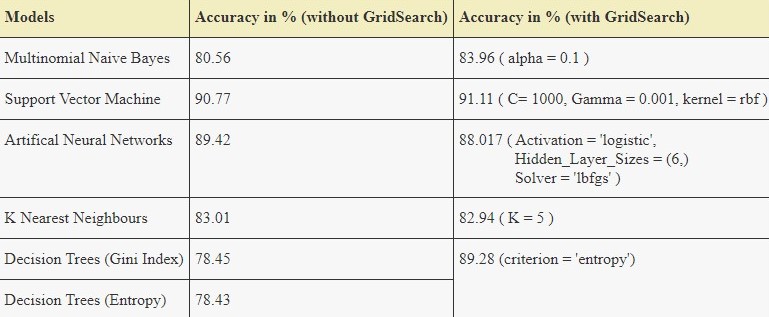 Models Accuracy in % (without GridSearch) Accuracy in % (with GridSearch)
Multinomial Naive Bayes 80.56 83.96 ( alpha = 0.1 )
Support Vector Machine 90.77 91.11 ( C= 1000, Gamma = 0.001, kernel = rbf )
Artifical Neural Networks 89.42 88.017 ( Activation = 'logistic',
Hidden_Layer_Sizes = (6,)
Solver = 'lbfgs' )
K Nearest Neighbours 83.01 82.94 ( K = 5 )
Decision Trees (Gini Index) 78.45 89.28 (criterion = 'entropy')
Decision Trees (Entropy) 78.43